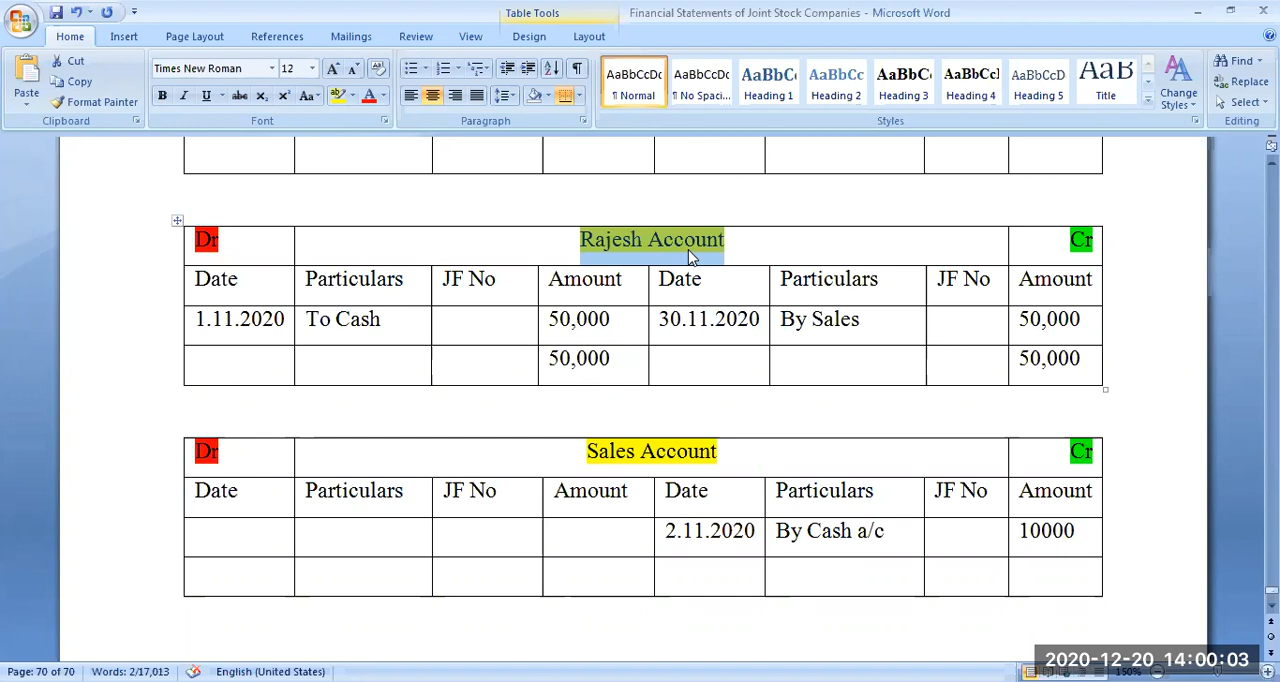 Table Tools
Financial Statements of Joint Stock Companies - Microsoft Word
Home Insert Page Layout References Mailings Review View Design Layout
Paste
Cut
Copy
Format Painter
Clipboard
Times New Roman 12
Font
Paragraph
AaBbCcDc AaBbCcDc AaBbC AaBbCc AaBbCc AaBbCcI AaBbCcD AaB
¶ Normal ¶ No Spaci... Heading 1 Heading 2 Heading 3 Heading 4 Heading 5 Title
Change Styles
Styles
Find
Replace
Select
Editing
Dr Rajesh Account Cr
Date Particulars JF No Amount Date Particulars JF No Amount
1.11.2020 To Cash 50,000 30.11.2020 By Sales 50,000
50,000 50,000
Dr Sales Account Cr
Date Particulars JF No Amount Date Particulars JF No Amount
2.11.2020 By Cash a/c 10000
Page: 70 of 70 Words: 2/17,013 English (United States) 150%
2020-12-20 14:00:03